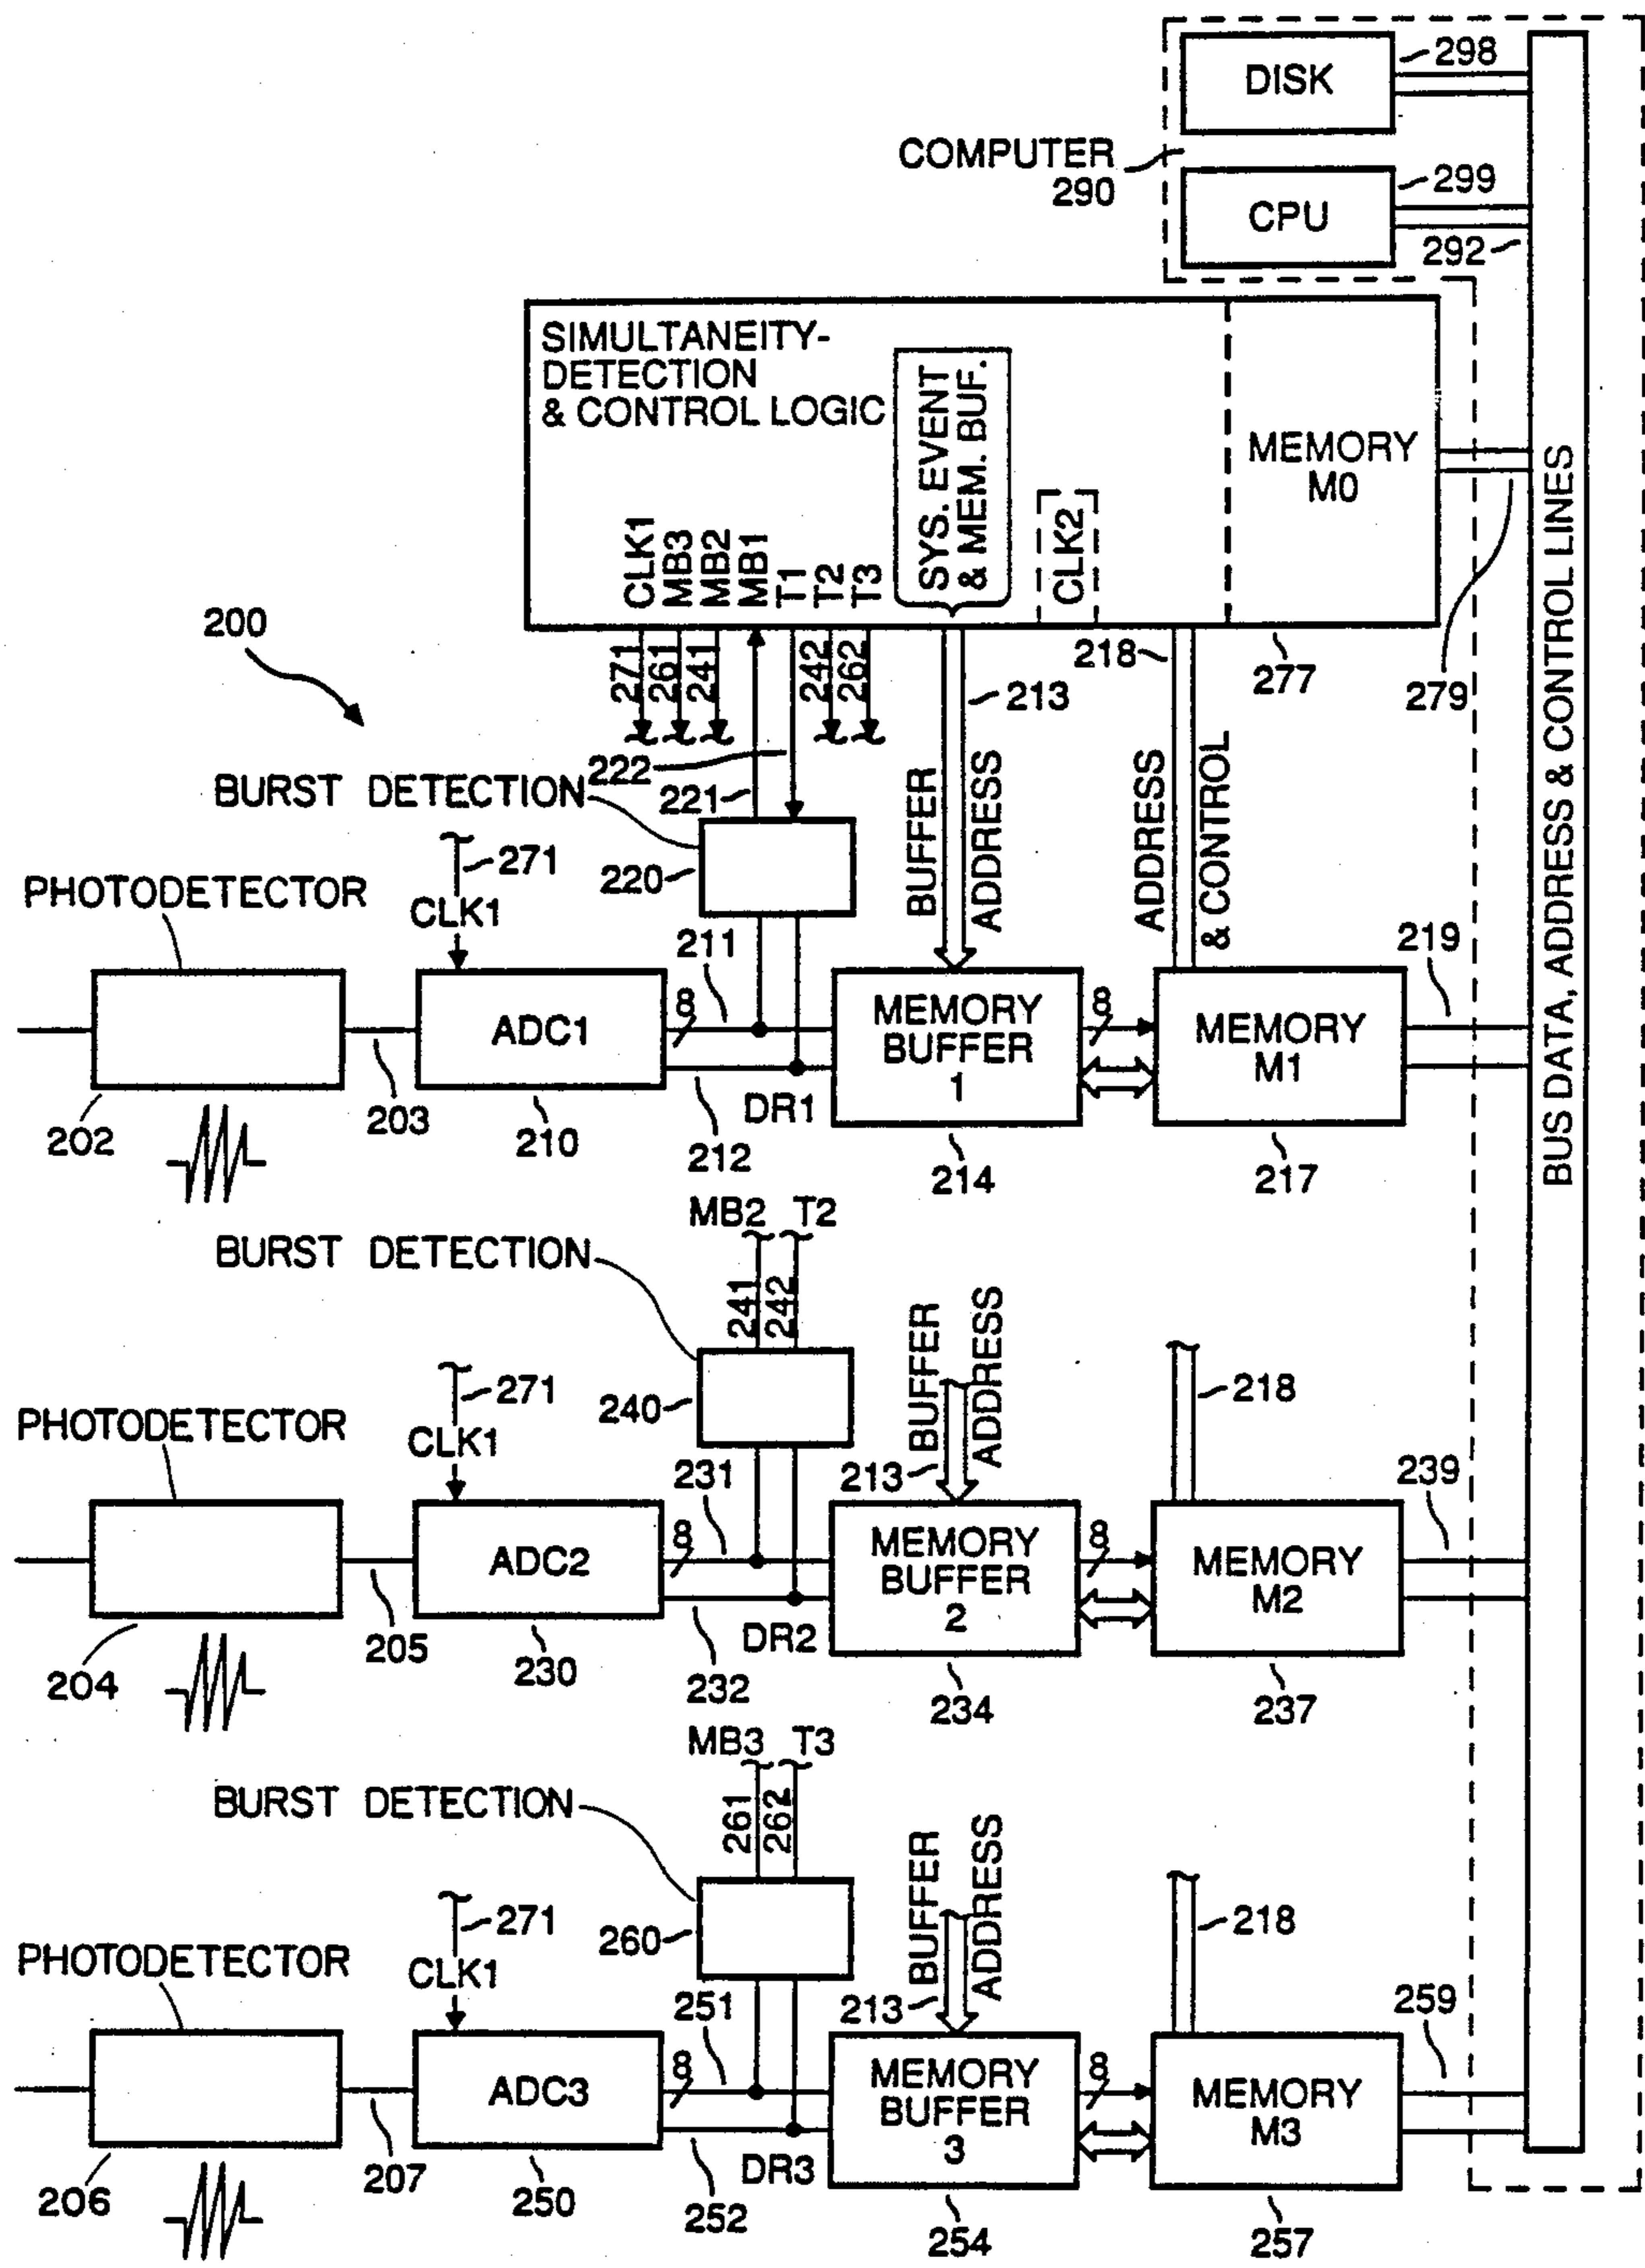 DISK
298
COMPUTER
290
CPU
299
292
SIMULTANEITY-
DETECTION
& CONTROL LOGIC
SYS. EVENT
& MEM. BUF.
CLK2
MEMORY
M0
CLK1
MB3
MB2
MB1
T1
T2
T3
271
261
241
242
262
200
213
218
277
279
BUS DATA, ADDRESS & CONTROL LINES
222
221
BURST DETECTION
220
BUFFER
ADDRESS
ADDRESS
& CONTROL
271
CLK1
PHOTODETECTOR
211
219
8
8
ADC1
MEMORY
BUFFER
1
MEMORY
M1
202
203
210
212
DR1
214
217
MB2
T2
BURST DETECTION
241
242
240
BUFFER
ADDRESS
213
218
271
CLK1
PHOTODETECTOR
231
239
8
8
ADC2
MEMORY
BUFFER
2
MEMORY
M2
204
205
230
232
DR2
234
237
MB3
T3
BURST DETECTION
261
262
260
BUFFER
ADDRESS
213
218
271
CLK1
PHOTODETECTOR
251
259
8
8
ADC3
MEMORY
BUFFER
3
MEMORY
M3
206
207
250
252
DR3
254
257